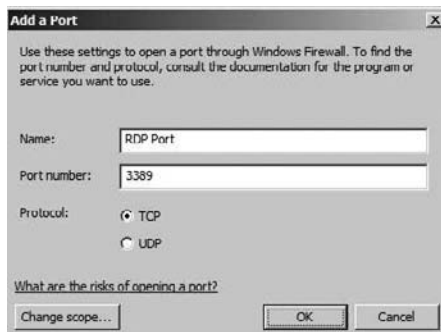 Add a Port
X
Use these settings to open a port through Windows Firewall. To find the
port number and protocol, consult the documentation for the program or
service you want to use.
Name: RDP Port
Port number: 3389
Protocol: TCP
UDP
What are the risks of opening a port?
Change scope... OK Cancel